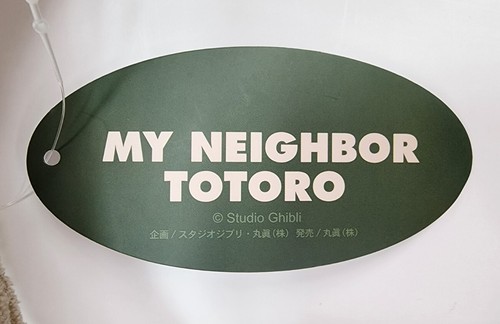 MY NEIGHBOR
TOTORO
© Studio Ghibli
企画/スタジオジブリ・丸眞(株) 発売/丸眞(株)